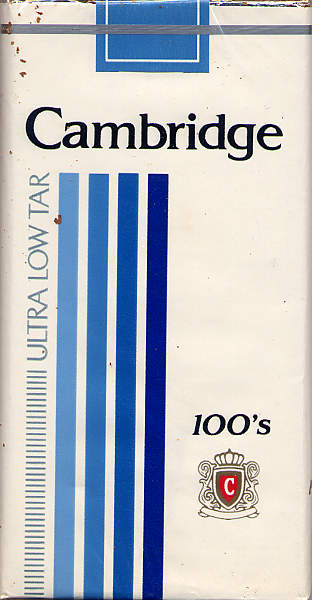 Cambridge
ULTRA LOW TAR
100's
C